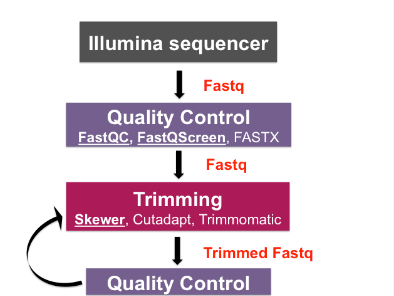 Illumina sequencer
Fastq
Quality Control
FastQC, FastQScreen, FASTX
Fastq
Trimming
Skewer, Cutadapt, Trimmomatic
Trimmed Fastq
Quality Control